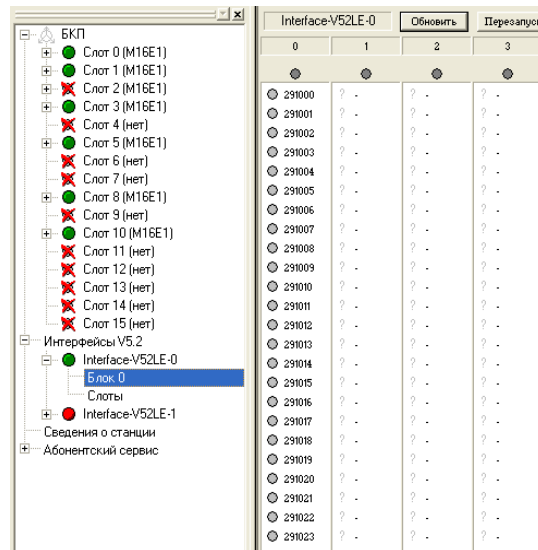 БКП
Слот 0 (M16E1)
Слот 1 (M16E1)
Слот 2 (M16E1)
Слот 3 (M16E1)
Слот 4 (нет)
Слот 5 (M16E1)
Слот 6 (нет)
Слот 7 (нет)
Слот 8 (M16E1)
Слот 9 (нет)
Слот 10 (M16E1)
Слот 11 (нет)
Слот 12 (нет)
Слот 13 (нет)
Слот 14 (нет)
Слот 15 (нет)
Интерфейсы V5.2
Interface-V52LE-0
Блок 0
Слоты
Interface-V52LE-1
Сведения о станции
Абонентский сервис
Interface-V52LE-0 Обновить Перезапус
0 1 2 3
291000 ? - ? - ? -
291001 ? - ? - ? -
291002 ? - ? - ? -
291003 ? - ? - ? -
291004 ? - ? - ? -
291005 ? - ? - ? -
291006 ? - ? - ? -
291007 ? - ? - ? -
291008 ? - ? - ? -
291009 ? - ? - ? -
291010 ? - ? - ? -
291011 ? - ? - ? -
291012 ? - ? - ? -
291013 ? - ? - ? -
291014 ? - ? - ? -
291015 ? - ? - ? -
291016 ? - ? - ? -
291017 ? - ? - ? -
291018 ? - ? - ? -
291019 ? - ? - ? -
291020 ? - ? - ? -
291021 ? - ? - ? -
291022 ? - ? - ? -
291023 ? - ? - ? -